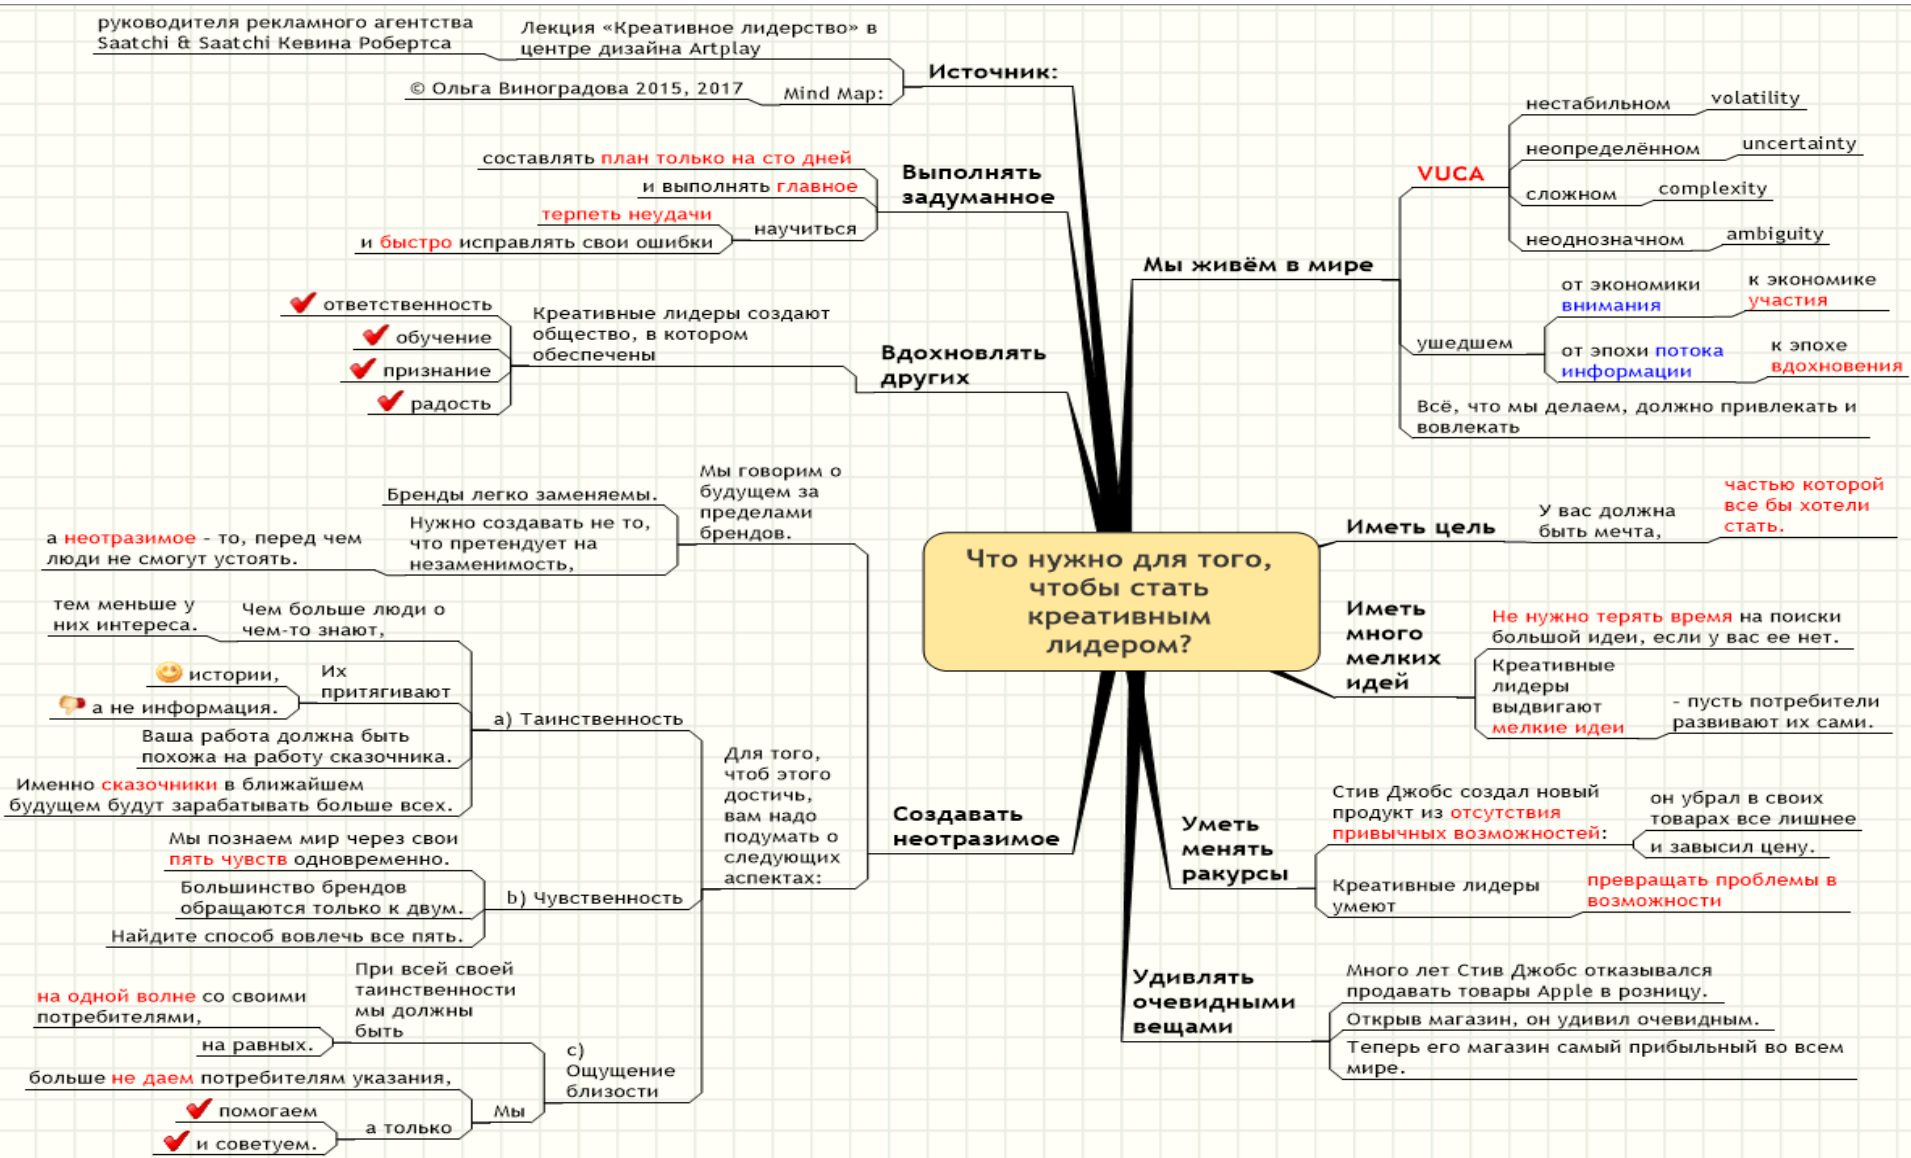 Что нужно для того,
чтобы стать
креативным
лидером?
Источник:
Лекция «Креативное лидерство» в
центре дизайна Artplay
руководителя рекламного агентства
Saatchi & Saatchi Кевина Робертса
Mind Map:
© Ольга Виноградова 2015, 2017
Мы живём в мире
VUCA
нестабильном
volatility
неопределённом
uncertainty
сложном
complexity
неоднозначном
ambiguity
ушедшем
от экономики
внимания
к экономике
участия
от эпохи потока
информации
к эпохе
вдохновения
Всё, что мы делаем, должно привлекать и
вовлекать
Иметь цель
У вас должна
быть мечта,
частью которой
все бы хотели
стать.
Иметь
много
мелких
идей
Не нужно терять время на поиски
большой идеи, если у вас ее нет.
Креативные
лидеры
выдвигают
мелкие идеи
- пусть потребители
развивают их сами.
Уметь
менять
ракурсы
Стив Джобс создал новый
продукт из отсутствия
привычных возможностей:
он убрал в своих
товарах все лишнее
и завысил цену.
Креативные лидеры
умеют
превращать проблемы в
возможности
Удивлять
очевидными
вещами
Много лет Стив Джобс отказывался
продавать товары Apple в розницу.
Открыв магазин, он удивил очевидным.
Теперь его магазин самый прибыльный во всем
мире.
Создавать
неотразимое
Мы говорим о
будущем за
пределами
брендов.
Бренды легко заменяемы.
Нужно создавать не то,
что претендует на
незаменимость,
а неотразимое - то, перед чем
люди не смогут устоять.
Для того,
чтоб этого
достичь,
вам надо
подумать о
следующих
аспектах:
a) Таинственность
Чем больше люди о
чем-то знают,
тем меньше у
них интереса.
Их
притягивают
истории,
а не информация.
Ваша работа должна быть
похожа на работу сказочника.
Именно сказочники в ближайшем
будущем будут зарабатывать больше всех.
b) Чувственность
Мы познаем мир через свои
пять чувств одновременно.
Большинство брендов
обращаются только к двум.
Найдите способ вовлечь все пять.
c)
Ощущение
близости
При всей своей
таинственности
мы должны
быть
на одной волне со своими
потребителями,
на равных.
Мы
больше не даем потребителям указания,
а только
помогаем
и советуем.
Вдохновлять
других
Креативные лидеры создают
общество, в котором
обеспечены
ответственность
обучение
признание
радость
Выполнять
задуманное
составлять план только на сто дней
и выполнять главное
научиться
терпеть неудачи
и быстро исправлять свои ошибки